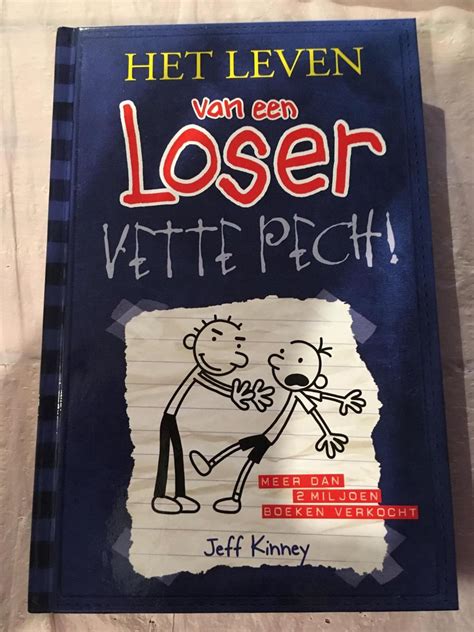 HET LEVEN
van een
Loser
VETTE PECH!
MEER DAN
2 MILJOEN
BOEKEN VERKOCHT
Jeff Kinney